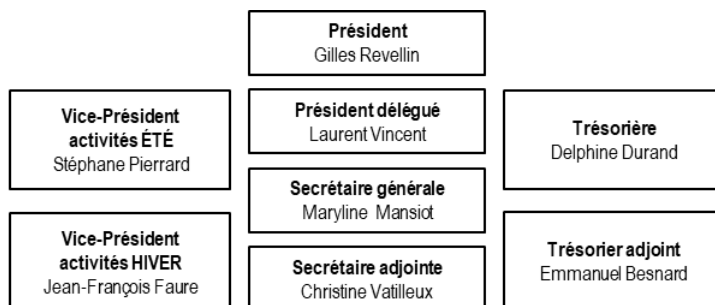 Président
Gilles Revellin
Vice-Président
activités ÉTÉ
Stéphane Pierrard
Président délégué
Laurent Vincent
Trésorière
Delphine Durand
Secrétaire générale
Maryline Mansiot
Vice-Président
activités HIVER
Jean-François Faure
Secrétaire adjointe
Christine Vatilleux
Trésorier adjoint
Emmanuel Besnard